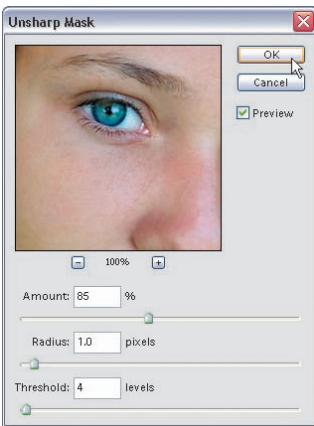 Unsharp Mask
OK
Cancel
Preview
100%
Amount: 85 %
Radius: 1.0 pixels
Threshold: 4 levels